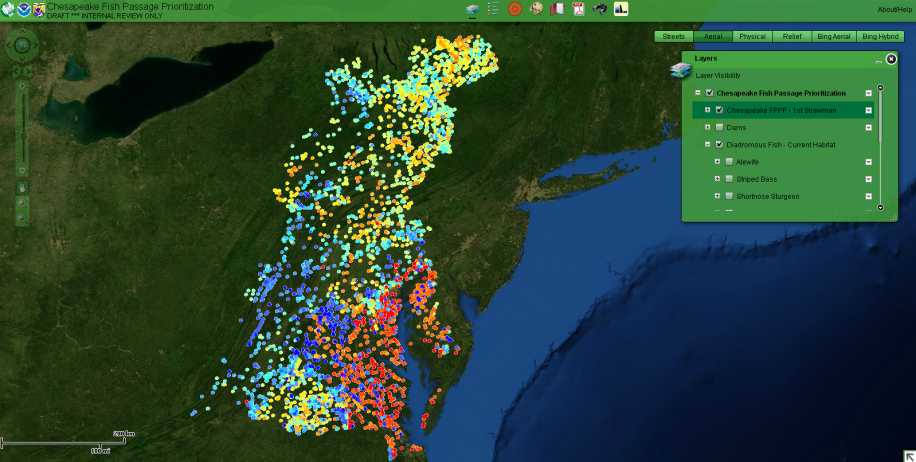 Chesapeake Fish Passage Prioritization
DRAFT *** INTERNAL REVIEW ONLY
About/Help
Streets
Aerial
Physical
Relief
Bing Aerial
Bing Hybrid
Layers
Layer Visibility
Chesapeake Fish Passage Prioritization
Chesapeake FPPP - 1st Strawman
Dams
Diadromous Fish - Current Habitat
Alewife
Striped Bass
Shortnose Sturgeon
200 km
100 mi